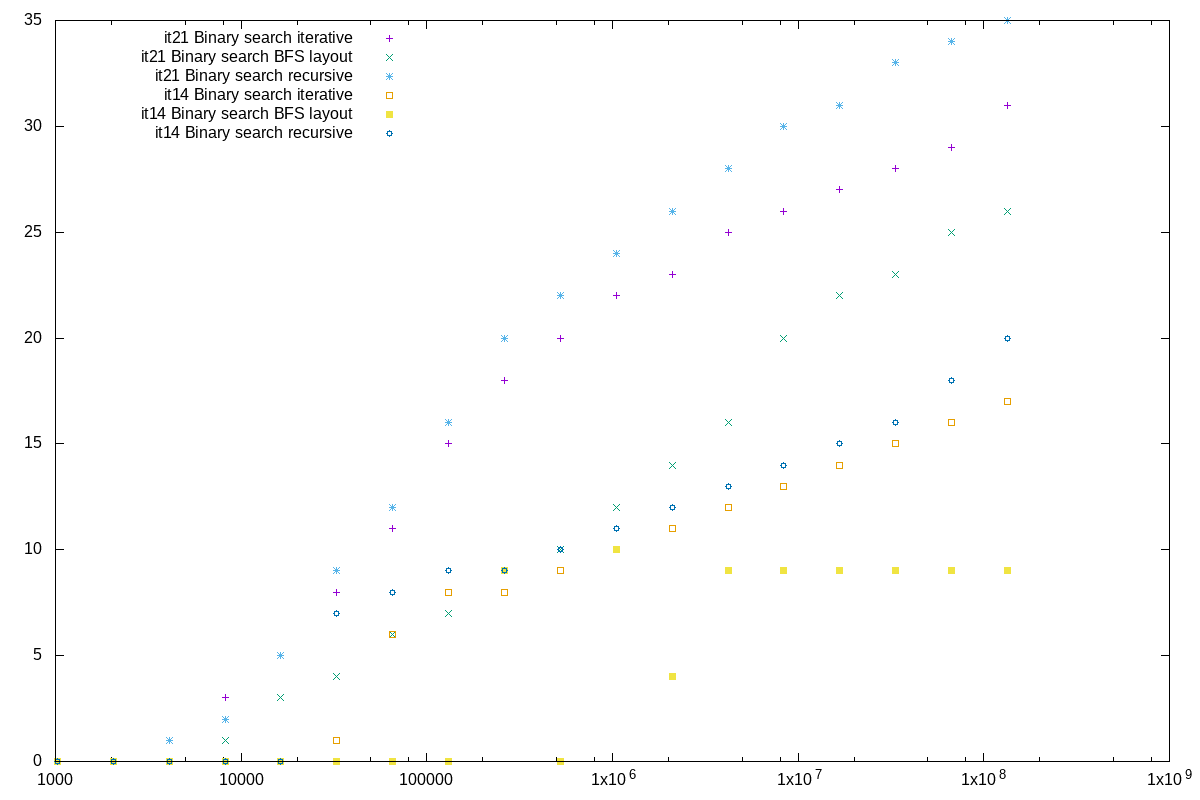 35
it21 Binary search iterative
it21 Binary search BFS layout
it21 Binary search recursive
it14 Binary search iterative
it14 Binary search BFS layout
it14 Binary search recursive
30
25
20
15
10
5
0
1000 10000 100000 1x10^6 1x10^7 1x10^8 1x10^9